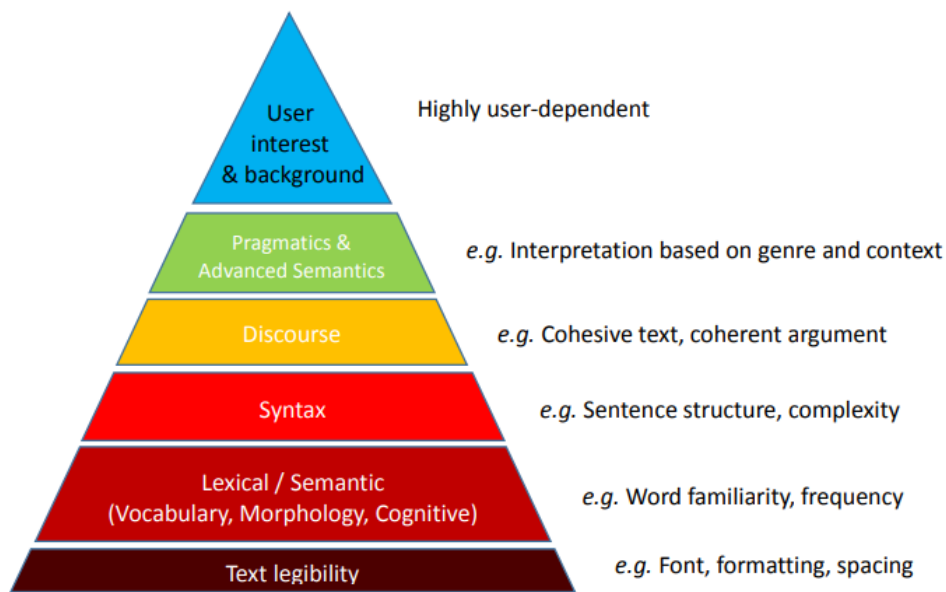 User
interest
& background
Highly user-dependent
Pragmatics &
Advanced Semantics
e.g. Interpretation based on genre and context
Discourse
e.g. Cohesive text, coherent argument
Syntax
e.g. Sentence structure, complexity
Lexical / Semantic
(Vocabulary, Morphology, Cognitive)
e.g. Word familiarity, frequency
Text legibility
e.g. Font, formatting, spacing